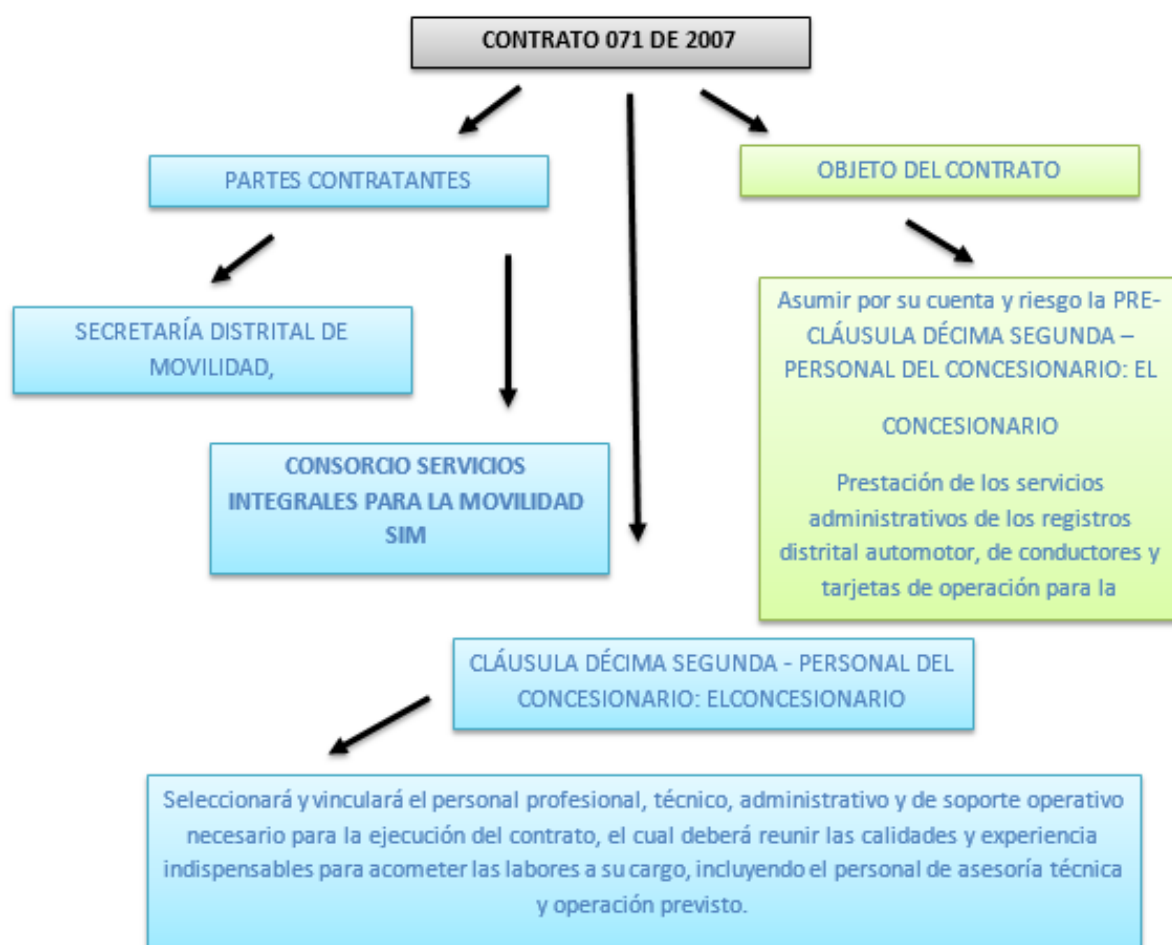 CONTRATO 071 DE 2007
PARTES CONTRATANTES
OBJETO DEL CONTRATO
SECRETARÍA DISTRITAL DE
MOVILIDAD,
CONSORCIO SERVICIOS
INTEGRALES PARA LA MOVILIDAD
SIM
Asumir por su cuenta y riesgo la PRE-
CLÁUSULA DÉCIMA SEGUNDA –
PERSONAL DEL CONCESIONARIO: EL
CONCESIONARIO
Prestación de los servicios
administrativos de los registros
distrital automotor, de conductores y
tarjetas de operación para la
CLÁUSULA DÉCIMA SEGUNDA - PERSONAL DEL
CONCESIONARIO: ELCONCESIONARIO
Seleccionará y vinculará el personal profesional, técnico, administrativo y de soporte operativo
necesario para la ejecución del contrato, el cual deberá reunir las calidades y experiencia
indispensables para acometer las labores a su cargo, incluyendo el personal de asesoría técnica
y operación previsto.